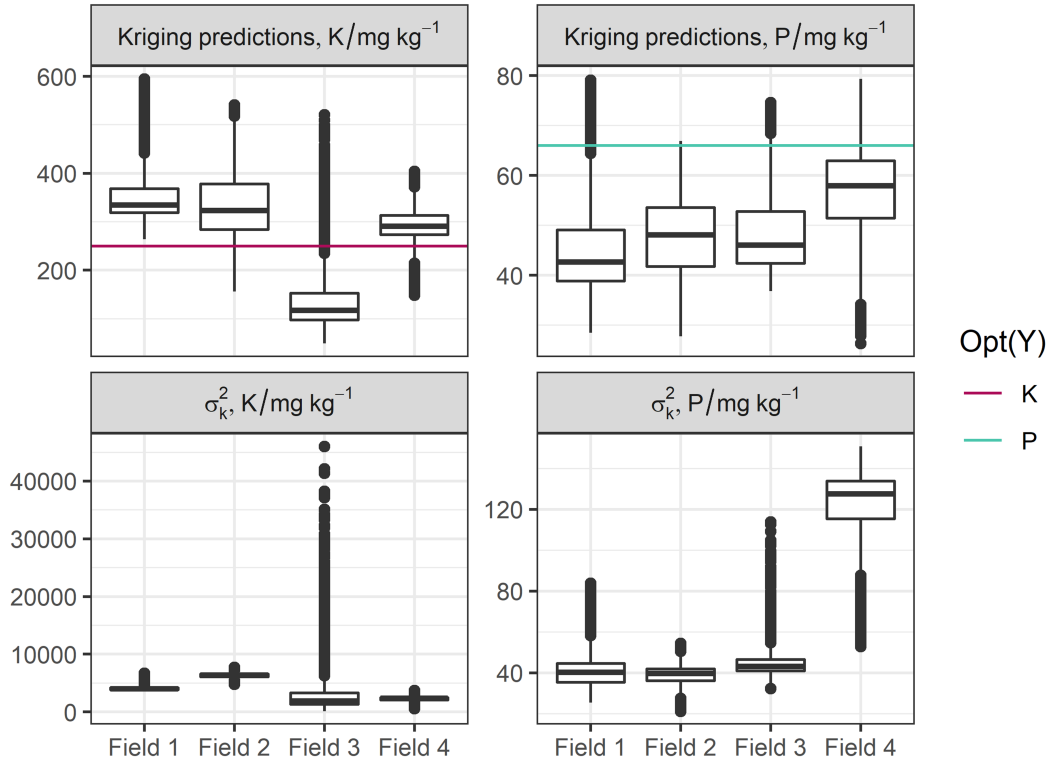 Kriging predictions, K/mg kg⁻¹
Kriging predictions, P/mg kg⁻¹
600
400
200
80
60
40
σ²ₖ, K/mg kg⁻¹
σ²ₖ, P/mg kg⁻¹
40000
30000
20000
10000
0
120
80
40
Field 1 Field 2 Field 3 Field 4
Field 1 Field 2 Field 3 Field 4
Opt(Y)
K
P